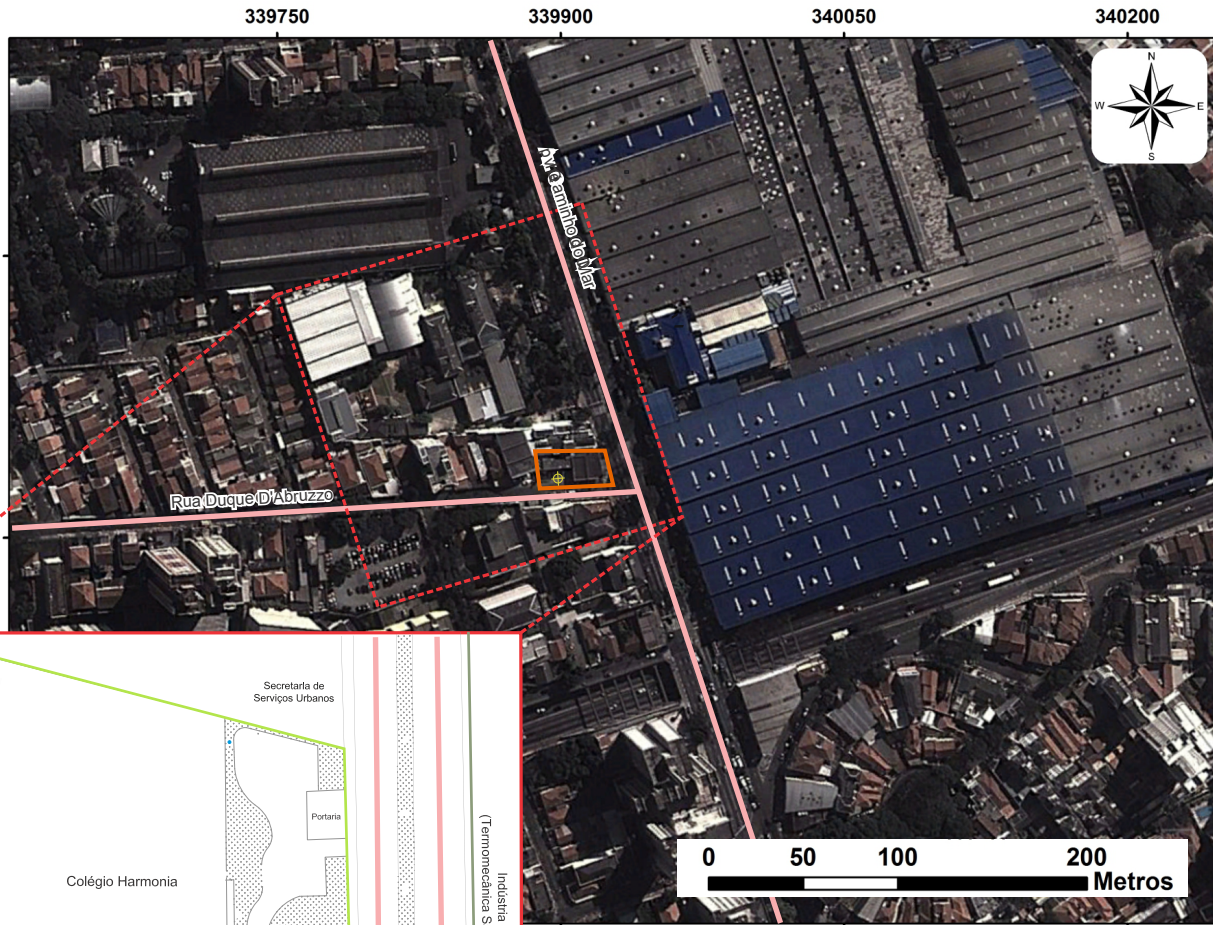 339750 339900 340050 340200
N
W E
S
Av. Caminho do Mar
Rua Duque D'Abruzzo
Secretaria de
Serviços Urbanos
Portaria
Colégio Harmonia
Indústria
(Termomecânica S
0 50 100 200
Metros